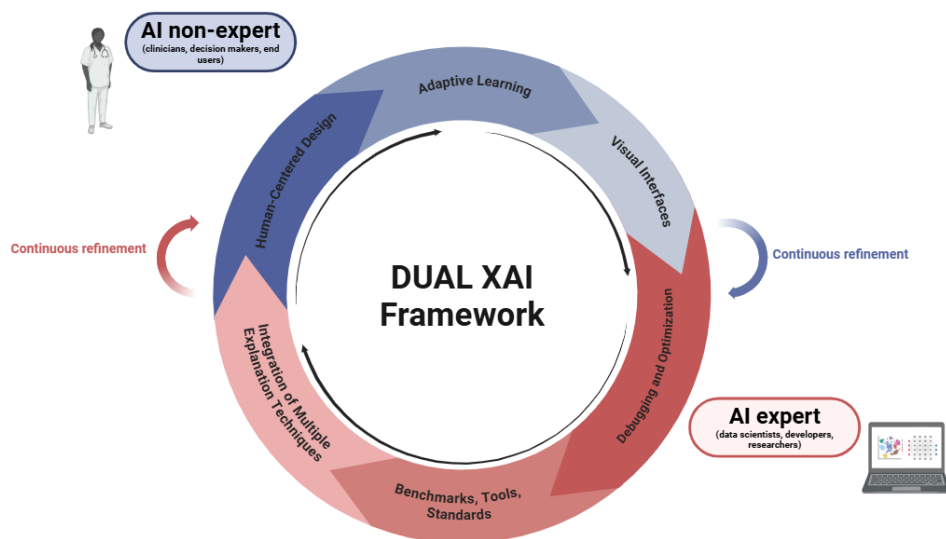 AI non-expert
(clinicians, decision makers, end
users)
Adaptive Learning
Human-Centered Design
Visual Interfaces
Continuous refinement
Continuous refinement
DUAL XAI
Framework
Integration of Multiple
Explanation Techniques
Debugging and Optimization
AI expert
(data scientists, developers,
researchers)
Benchmarks, Tools,
Standards